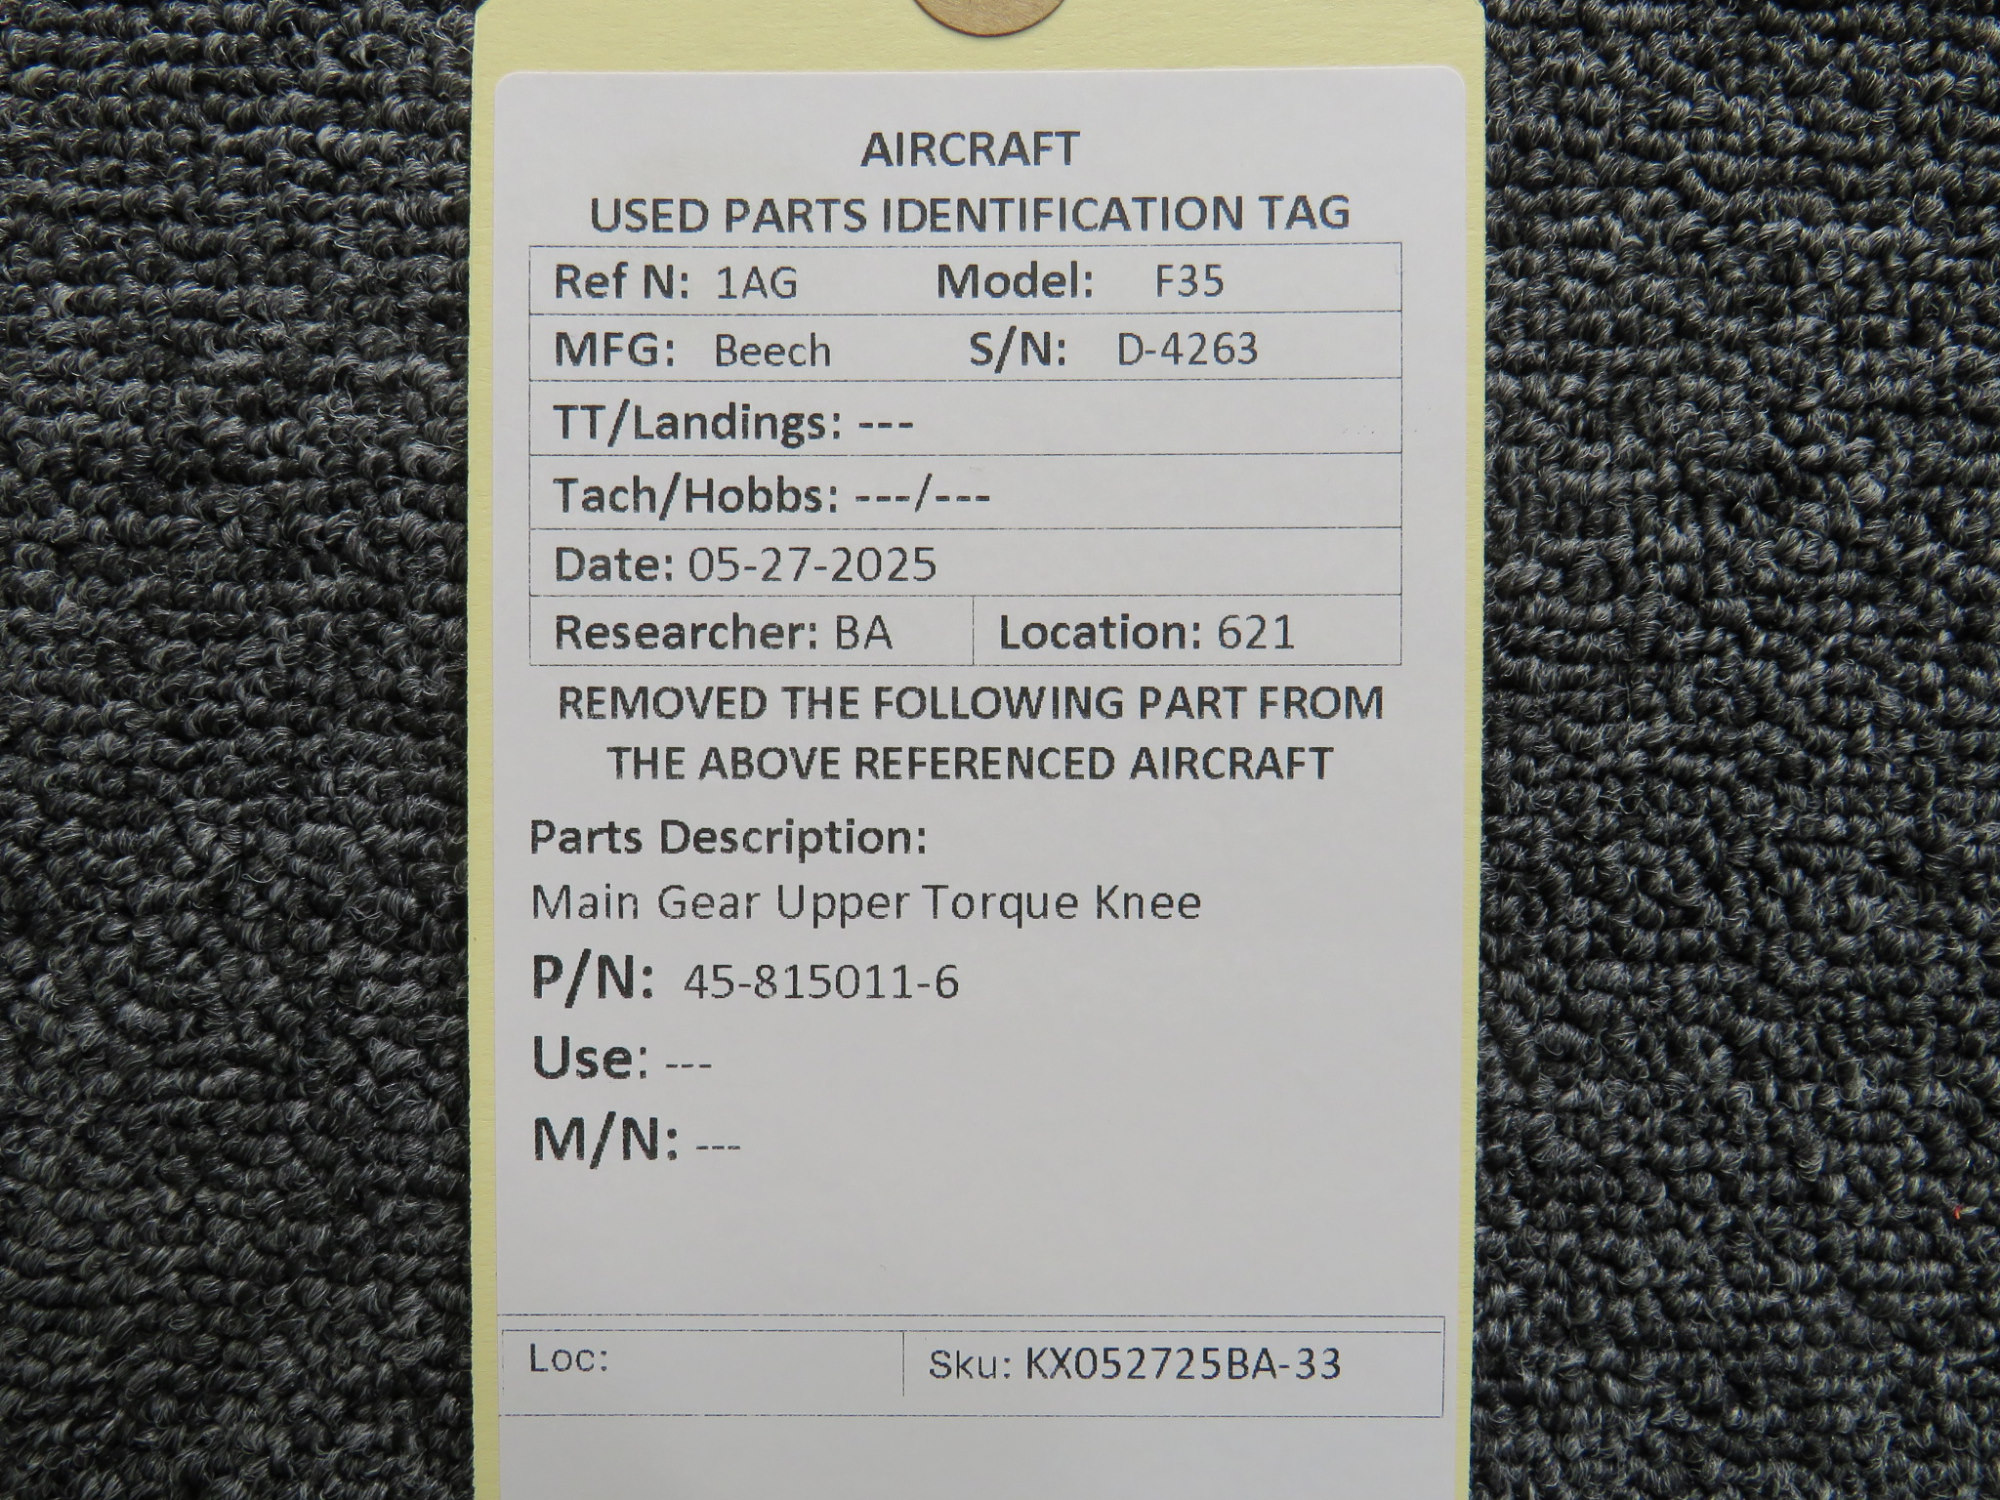 AIRCRAFT
USED PARTS IDENTIFICATION TAG
Ref N: 1AG Model: F35
MFG: Beech S/N: D-4263
TT/Landings: ---
Tach/Hobbs: ---/---
Date: 05-27-2025
Researcher: BA Location: 621
REMOVED THE FOLLOWING PART FROM
THE ABOVE REFERENCED AIRCRAFT
Parts Description:
Main Gear Upper Torque Knee
P/N: 45-815011-6
Use: ---
M/N: ---
Loc: Sku: KX052725BA-33